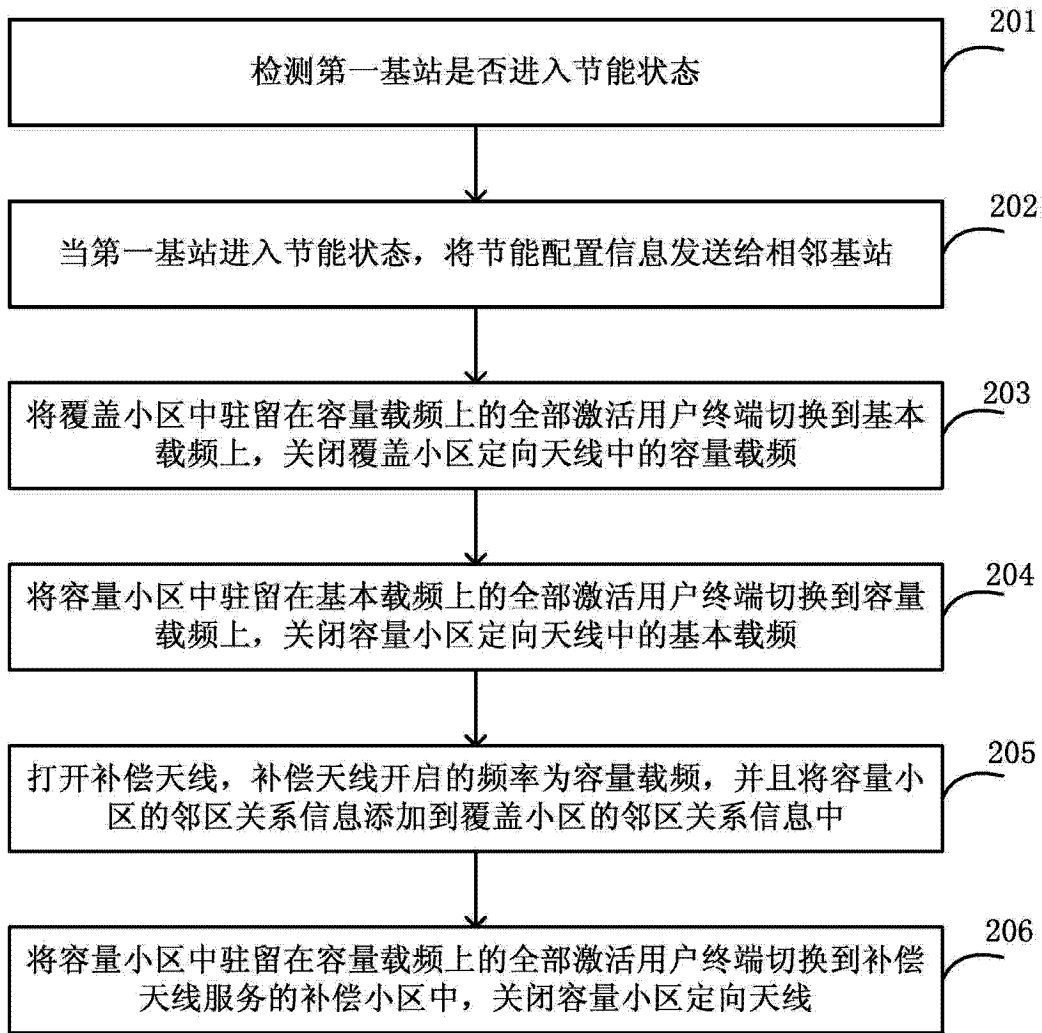 201
检测第一基站是否进入节能状态
202
当第一基站进入节能状态，将节能配置信息发送给相邻基站
203
将覆盖小区中驻留在容量载频上的全部激活用户终端切换到基本
载频上，关闭覆盖小区定向天线中的容量载频
204
将容量小区中驻留在基本载频上的全部激活用户终端切换到容量
载频上，关闭容量小区定向天线中的基本载频
205
打开补偿天线，补偿天线开启的频率为容量载频，并且将容量小
区的邻区关系信息添加到覆盖小区的邻区关系信息中
206
将容量小区中驻留在容量载频上的全部激活用户终端切换到补偿
天线服务的补偿小区中，关闭容量小区定向天线